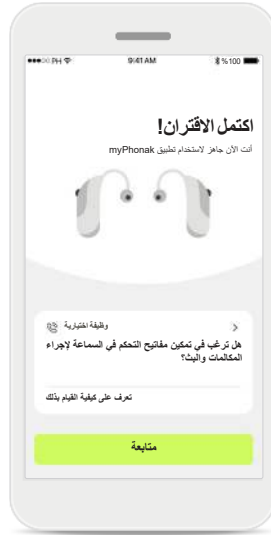 PH 9:41 AM %100
اكتمل الاقتران!
أنت الآن جاهز لاستخدام تطبيق myPhonak
وظيفة اختيارية
هل ترغب في تمكين مفاتيح التحكم في السماعة لإجراء
المكالمات والبث؟
تعرف على كيفية القيام بذلك
متابعة